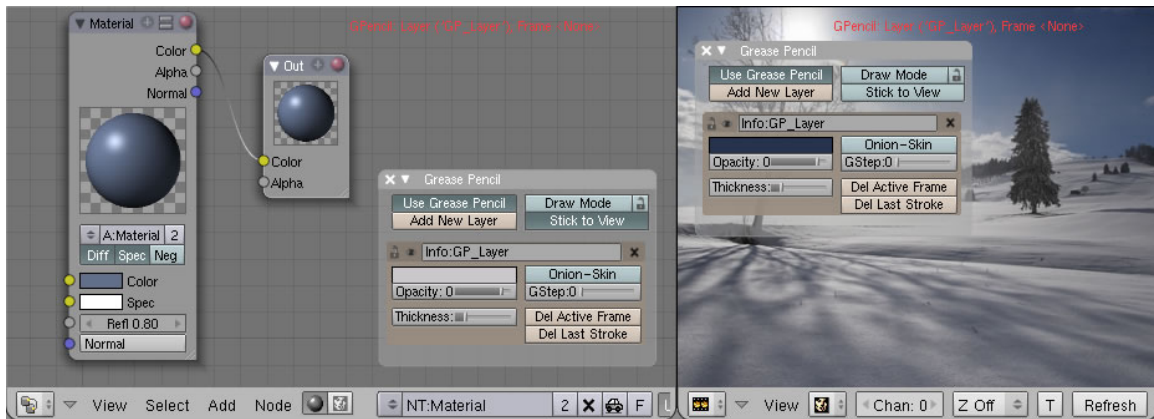 Material
Color
Alpha
Normal
A:Material 2
Diff Spec Neg
Color
Spec
Refl 0.80
Normal
GPencil: Layer ('GP_Layer'), Frame <None>
Out
Color
Alpha
Grease Pencil
Use Grease Pencil Draw Mode
Add New Layer Stick to View
Info:GP_Layer
Onion-Skin
Opacity: 0 GStep:0
Thickness: Del Active Frame
Del Last Stroke
View Select Add Node NT:Material 2 F
GPencil: Layer ('GP_Layer'), Frame <None>
Grease Pencil
Use Grease Pencil Draw Mode
Add New Layer Stick to View
Info:GP_Layer
Onion-Skin
Opacity: 0 GStep:0
Thickness: Del Active Frame
Del Last Stroke
View Chan: 0 Z Off T Refresh